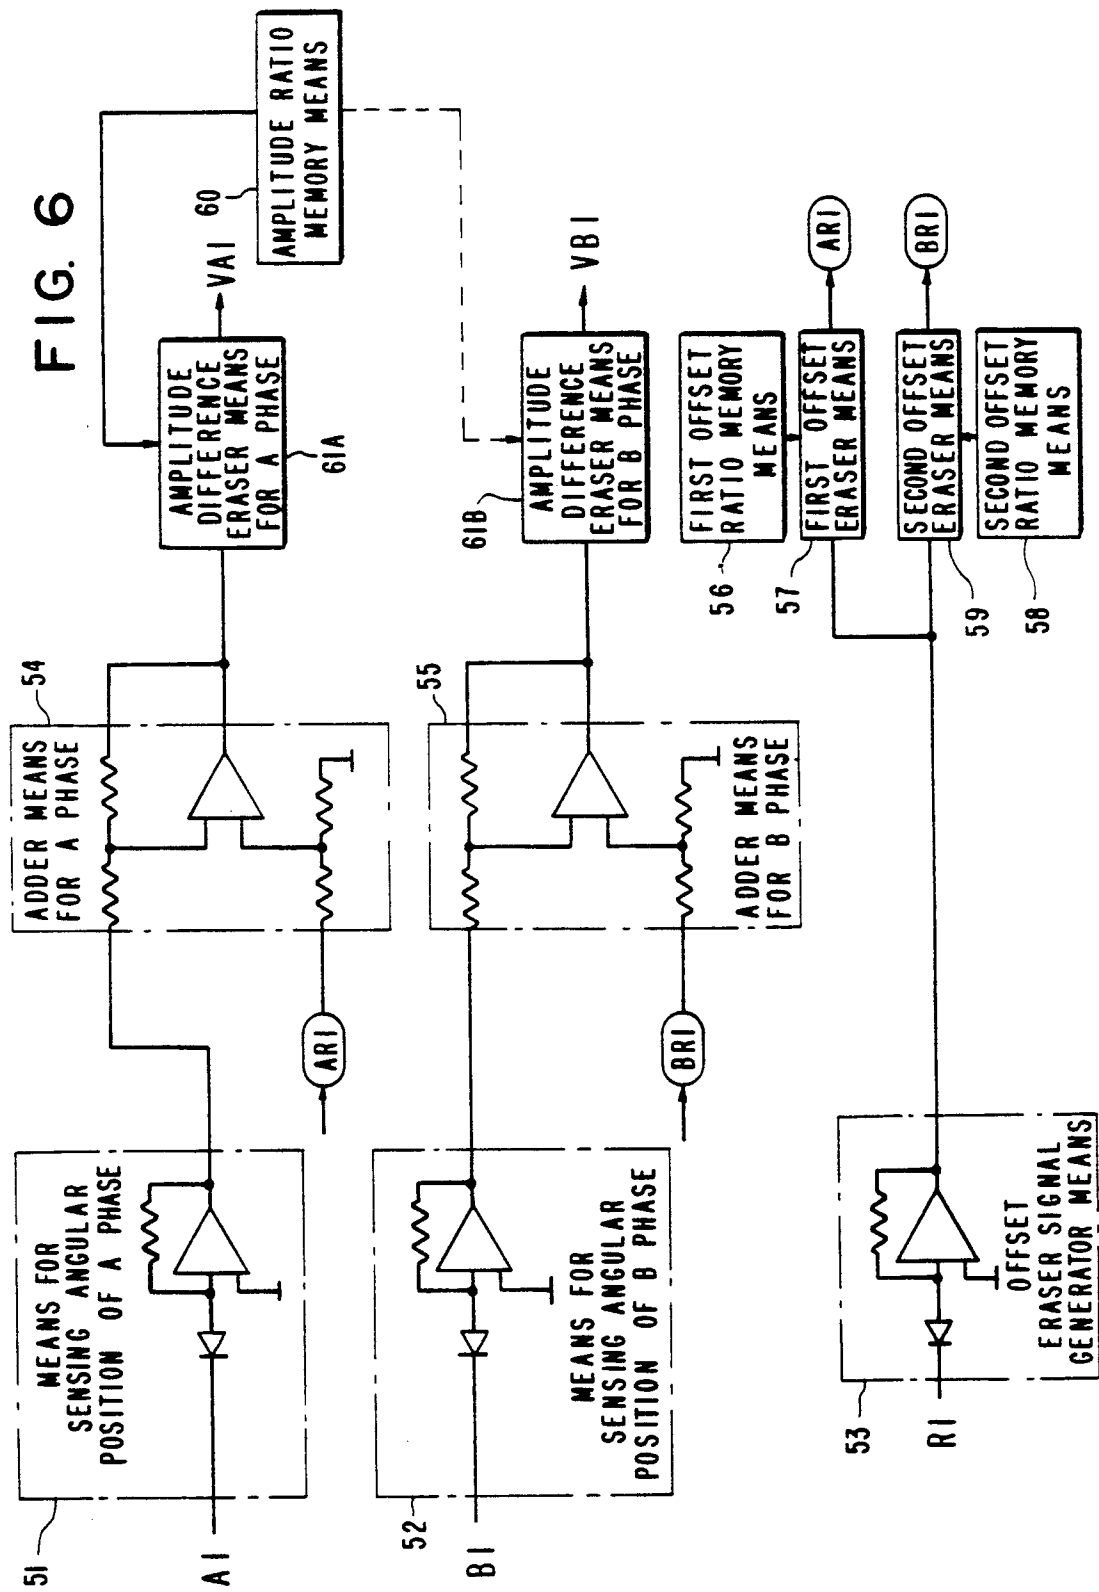 FIG. 6
51
MEANS FOR
SENSING ANGULAR
POSITION OF A PHASE
A1
ADDER MEANS
FOR A PHASE
54
AR1
AMPLITUDE
DIFFERENCE
ERASER MEANS
FOR A PHASE
61A
VA1
60
AMPLITUDE RATIO
MEMORY MEANS
52
MEANS FOR
SENSING ANGULAR
POSITION OF B PHASE
B1
55
ADDER MEANS
FOR B PHASE
BR1
61B
AMPLITUDE
DIFFERENCE
ERASER MEANS
FOR B PHASE
VB1
56
FIRST OFFSET
RATIO MEMORY
MEANS
57
FIRST OFFSET
ERASER MEANS
AR1
SECOND OFFSET
ERASER MEANS
59
BR1
SECOND OFFSET
RATIO MEMORY
MEANS
58
53
R1
OFFSET
ERASER SIGNAL
GENERATOR MEANS